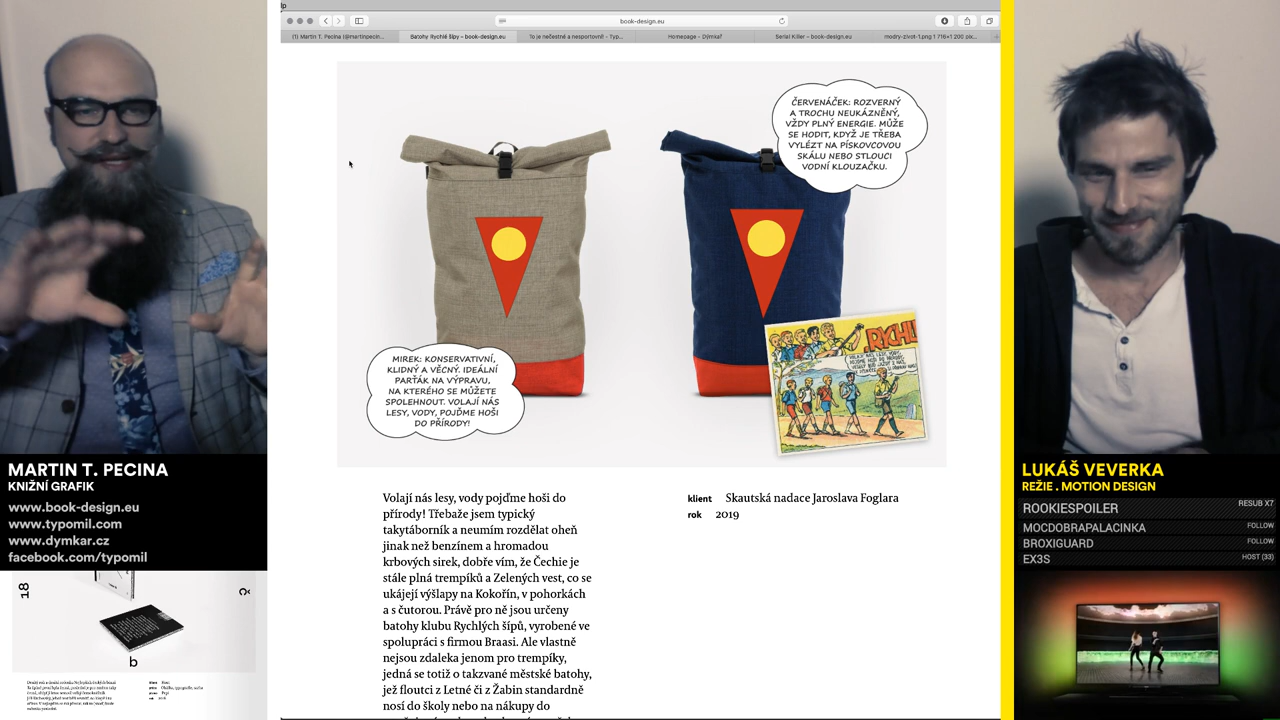 lp
book-design.eu
(1) Martin T. Pecina (@martinpecin...
Batohy Rychlé šípy – book-design.eu
To je nečestné a nesportovní! - Typ...
Homepage - Dýmkař
Serial Killer – book-design.eu
modry-zivot-1.png 1 716×1 200 pix...
ČERVENÁČEK: ROZVERNÝ
A TROCHU NEUKÁZNĚNÝ,
VŽDY PLNÝ ENERGIE. MŮŽE
SE HODIT, KDYŽ JE TŘEBA
VYLÉZT NA PÍSKOVCOVOU
SKÁLU NEBO STLOUCI
VODNÍ KLOUZAČKU.
MIREK: KONSERVATIVNÍ,
KLIDNÝ A VĚCNÝ. IDEÁLNÍ
PARŤÁK NA VÝPRAVU,
NA KTERÉHO SE MŮŽETE
SPOLEHNOUT. VOLAJÍ NÁS
LESY, VODY, POJĎME HOŠI
DO PŘÍRODY!
RYCHL
Volají nás lesy, vody pojďme hoši do
přírody! Třebaže jsem typický
takytáborník a neumím rozdělat oheň
jinak než benzínem a hromadou
krbových sirek, dobře vím, že Čechie je
stále plná trempíků a Zelených vest, co se
ukájejí výšlapy na Kokořín, v pohorkách
a s čutorou. Právě pro ně jsou určeny
batohy klubu Rychlých šípů, vyrobené ve
spolupráci s firmou Braasi. Ale vlastně
nejsou zdaleka jenom pro trempíky,
jedná se totiž o takzvané městské batohy,
jež floutci z Letné či z Žabin standardně
nosí do školy nebo na nákupy do
klient Skautská nadace Jaroslava Foglara
rok 2019
MARTIN T. PECINA
KNIŽNÍ GRAFIK
www.book-design.eu
www.typomil.com
www.dymkar.cz
facebook.com/typomil
18
b
LUKÁŠ VEVERKA
REŽIE . MOTION DESIGN
ROOKIESPOILER RESUB X7
MOCDOBRAPALACINKA FOLLOW
BROXIGUARD FOLLOW
EX3S HOST (33)